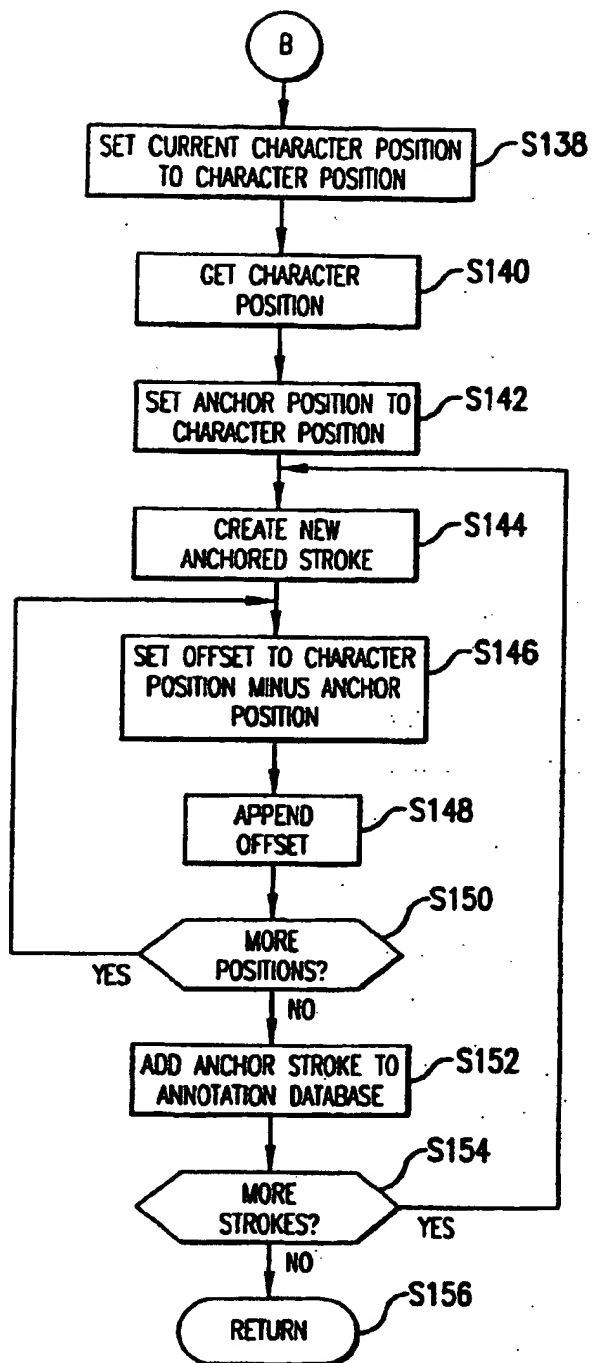 B
SET CURRENT CHARACTER POSITION
TO CHARACTER POSITION
S138
GET CHARACTER
POSITION
S140
SET ANCHOR POSITION TO
CHARACTER POSITION
S142
CREATE NEW
ANCHORED STROKE
S144
SET OFFSET TO CHARACTER
POSITION MINUS ANCHOR
POSITION
S146
APPEND
OFFSET
S148
MORE
POSITIONS?
S150
YES
NO
ADD ANCHOR STROKE TO
ANNOTATION DATABASE
S152
MORE
STROKES?
S154
YES
NO
RETURN
S156